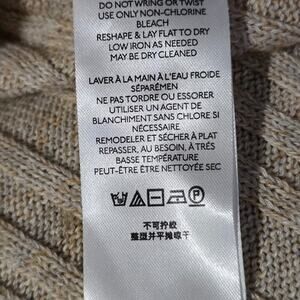 DO NOT WRING OR TWIST
USE ONLY NON-CHLORINE
BLEACH
RESHAPE & LAY FLAT TO DRY
LOW IRON AS NEEDED
MAY BE DRY CLEANED
LAVER À LA MAIN À L'EAU FROIDE
SÉPARÉMEN
NE PAS TORDRE OU ESSORER
UTILISER UN AGENT DE
BLANCHIMENT SANS CHLORE SI
NÉCESSAIRE
REMODELER ET SÉCHER À PLAT
REPASSER, AU BESOIN, À TRÉS
BASSE TEMPÉRATURE
PEUT-ÊTRE ÊTRE NETTOYÉE SEC
P
不可拧绞
整型并平摊晾干